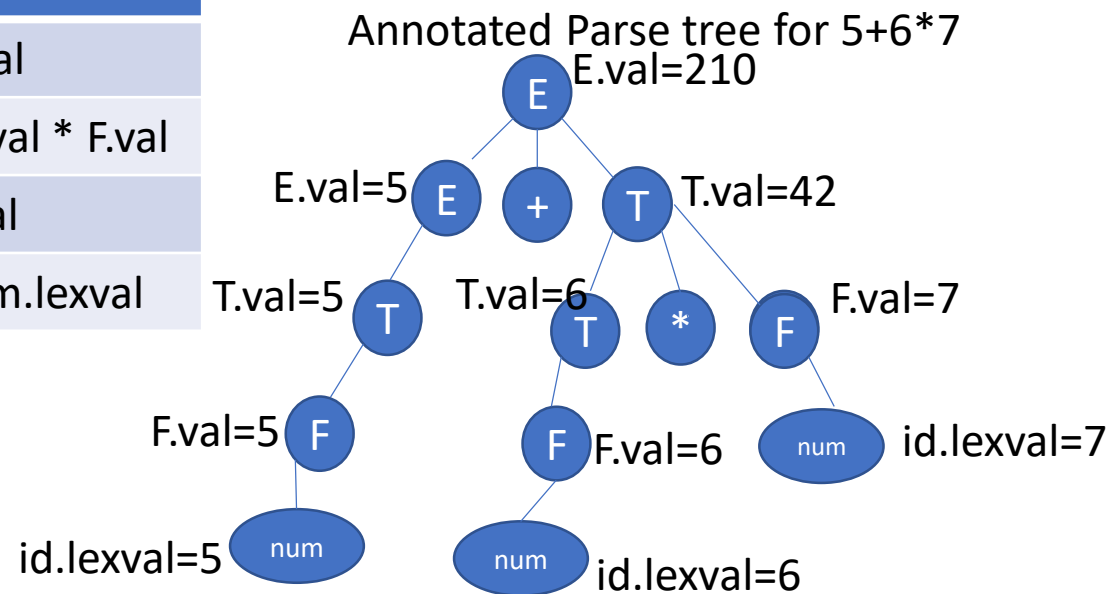 al
val * F.val
al
m.lexval
Annotated Parse tree for 5+6*7
E.val=210
E
E.val=5
E
+
T
T.val=42
T.val=5
T
T.val=6
T
*
F
F.val=7
F.val=5
F
F
F.val=6
num
id.lexval=7
id.lexval=5
num
num
id.lexval=6